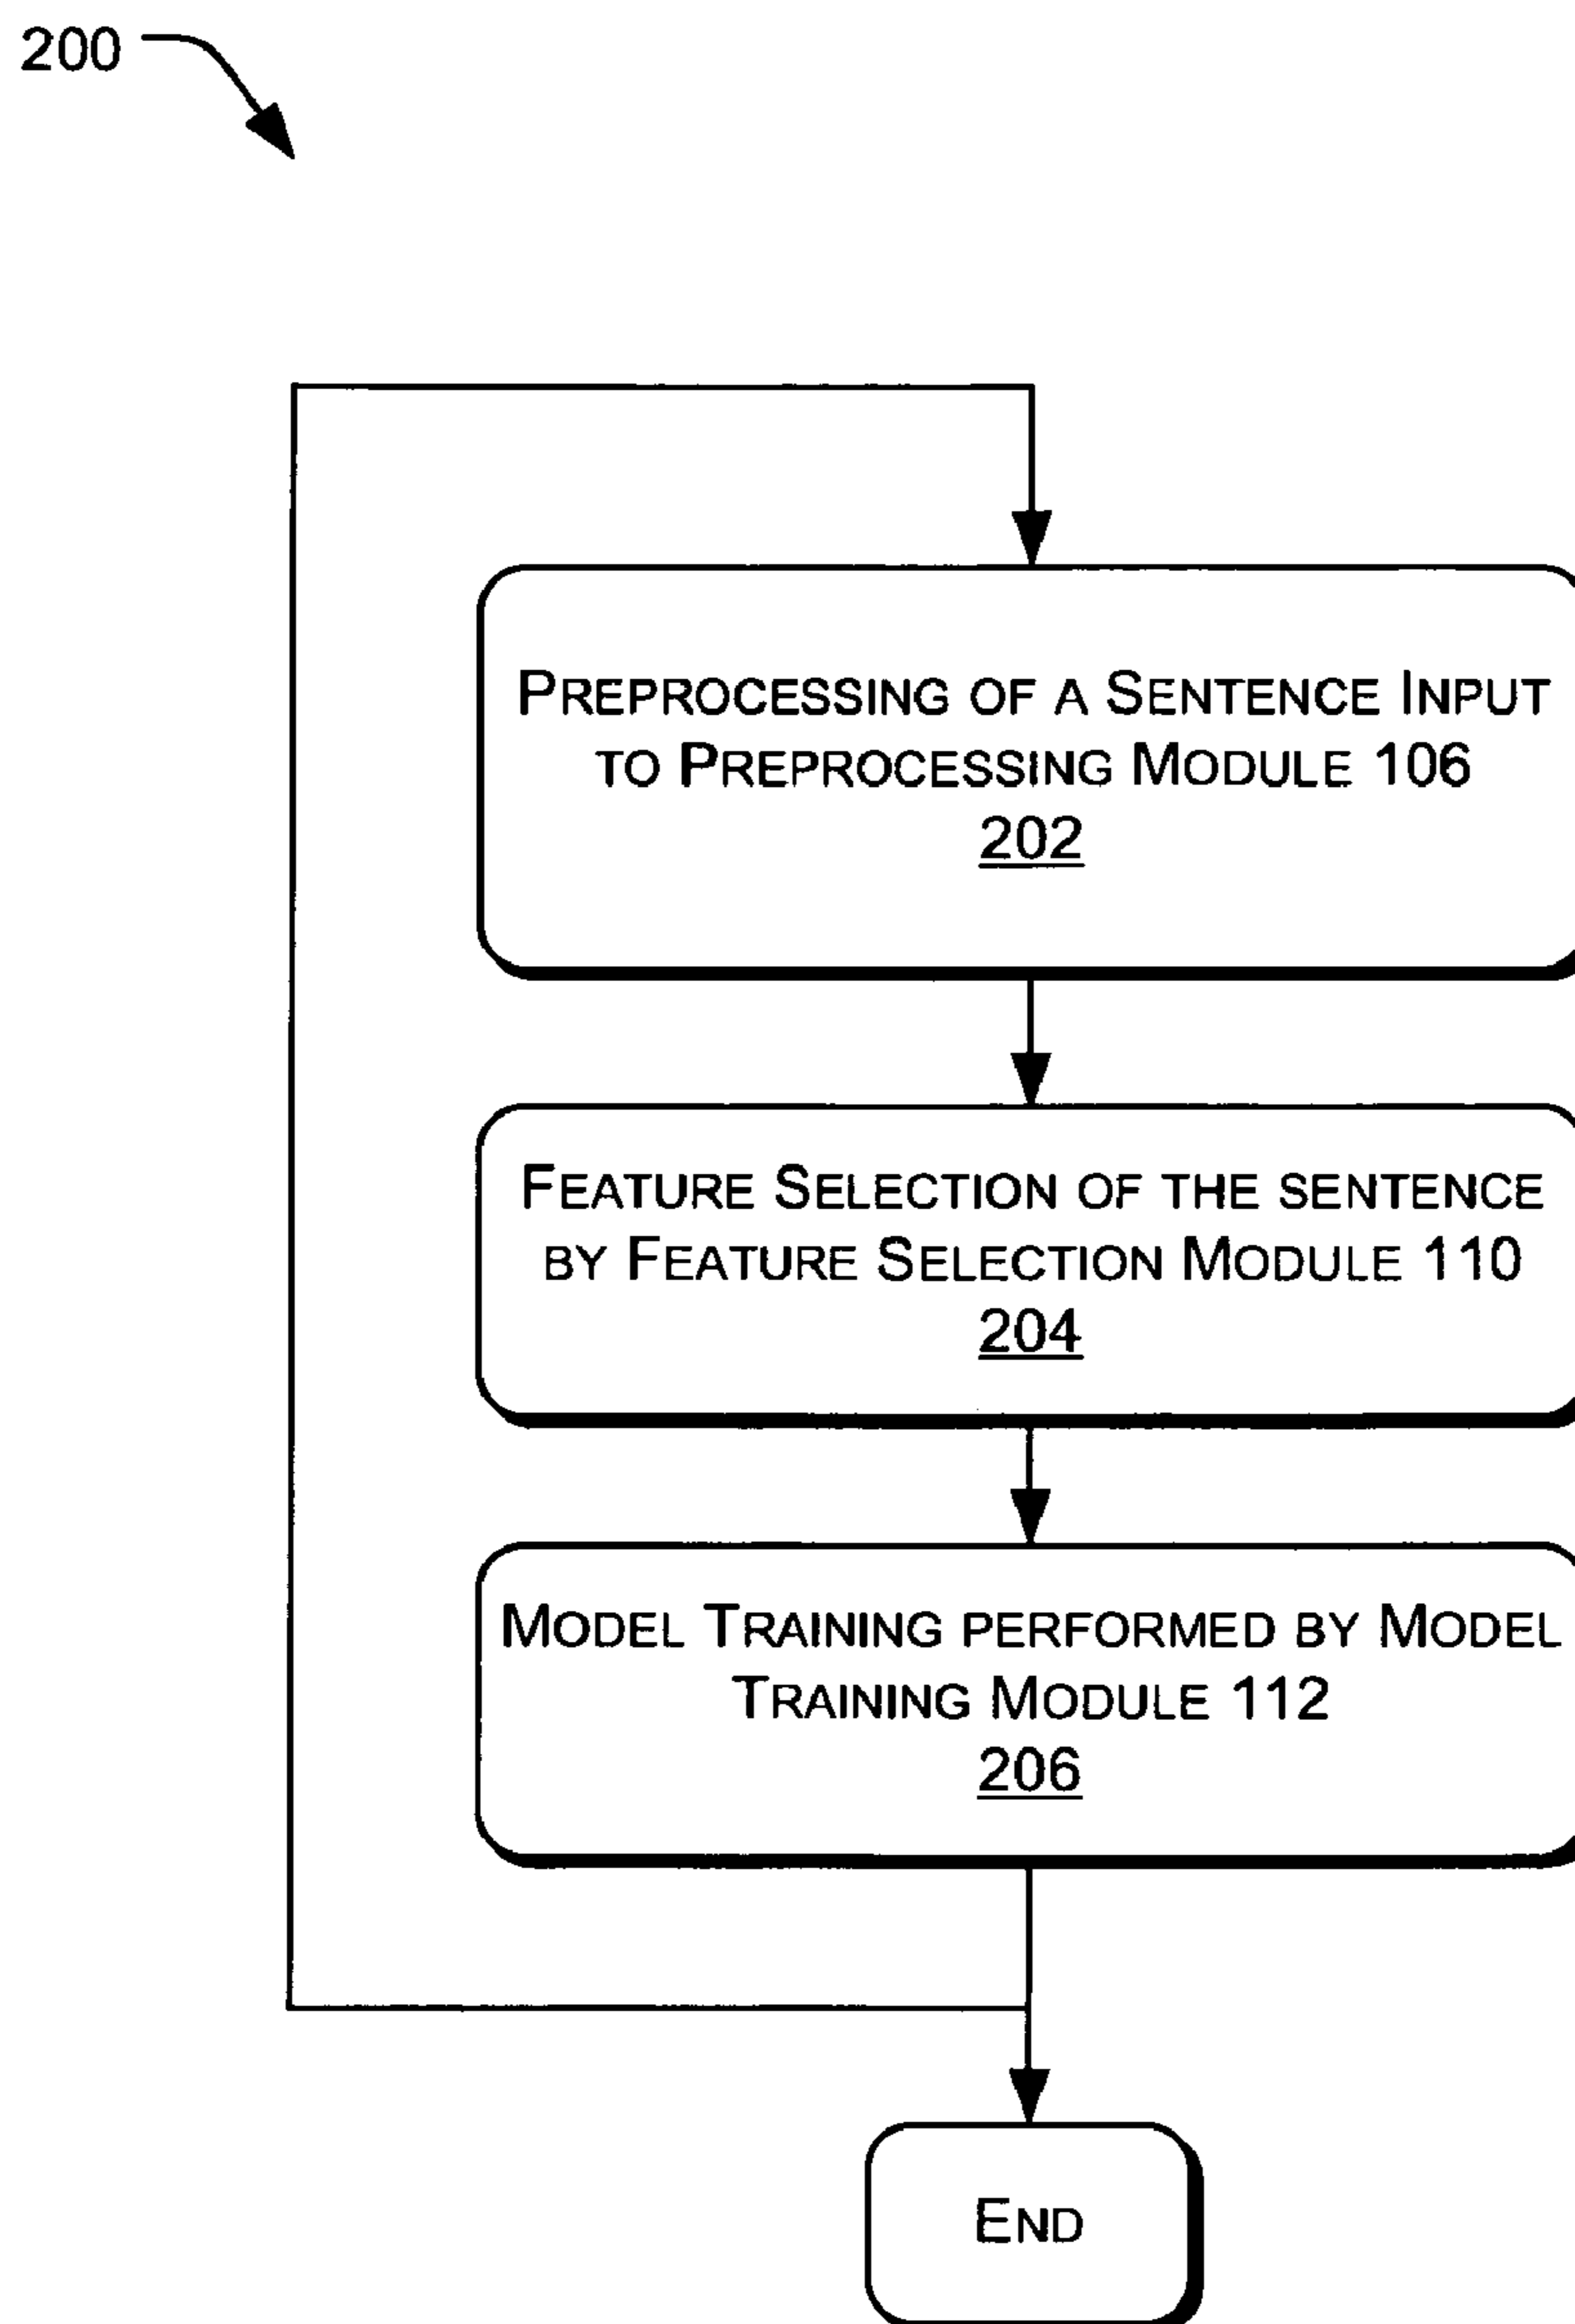 200
PREPROCESSING OF A SENTENCE INPUT
TO PREPROCESSING MODULE 106
202
FEATURE SELECTION OF THE SENTENCE
BY FEATURE SELECTION MODULE 110
204
MODEL TRAINING PERFORMED BY MODEL
TRAINING MODULE 112
206
END